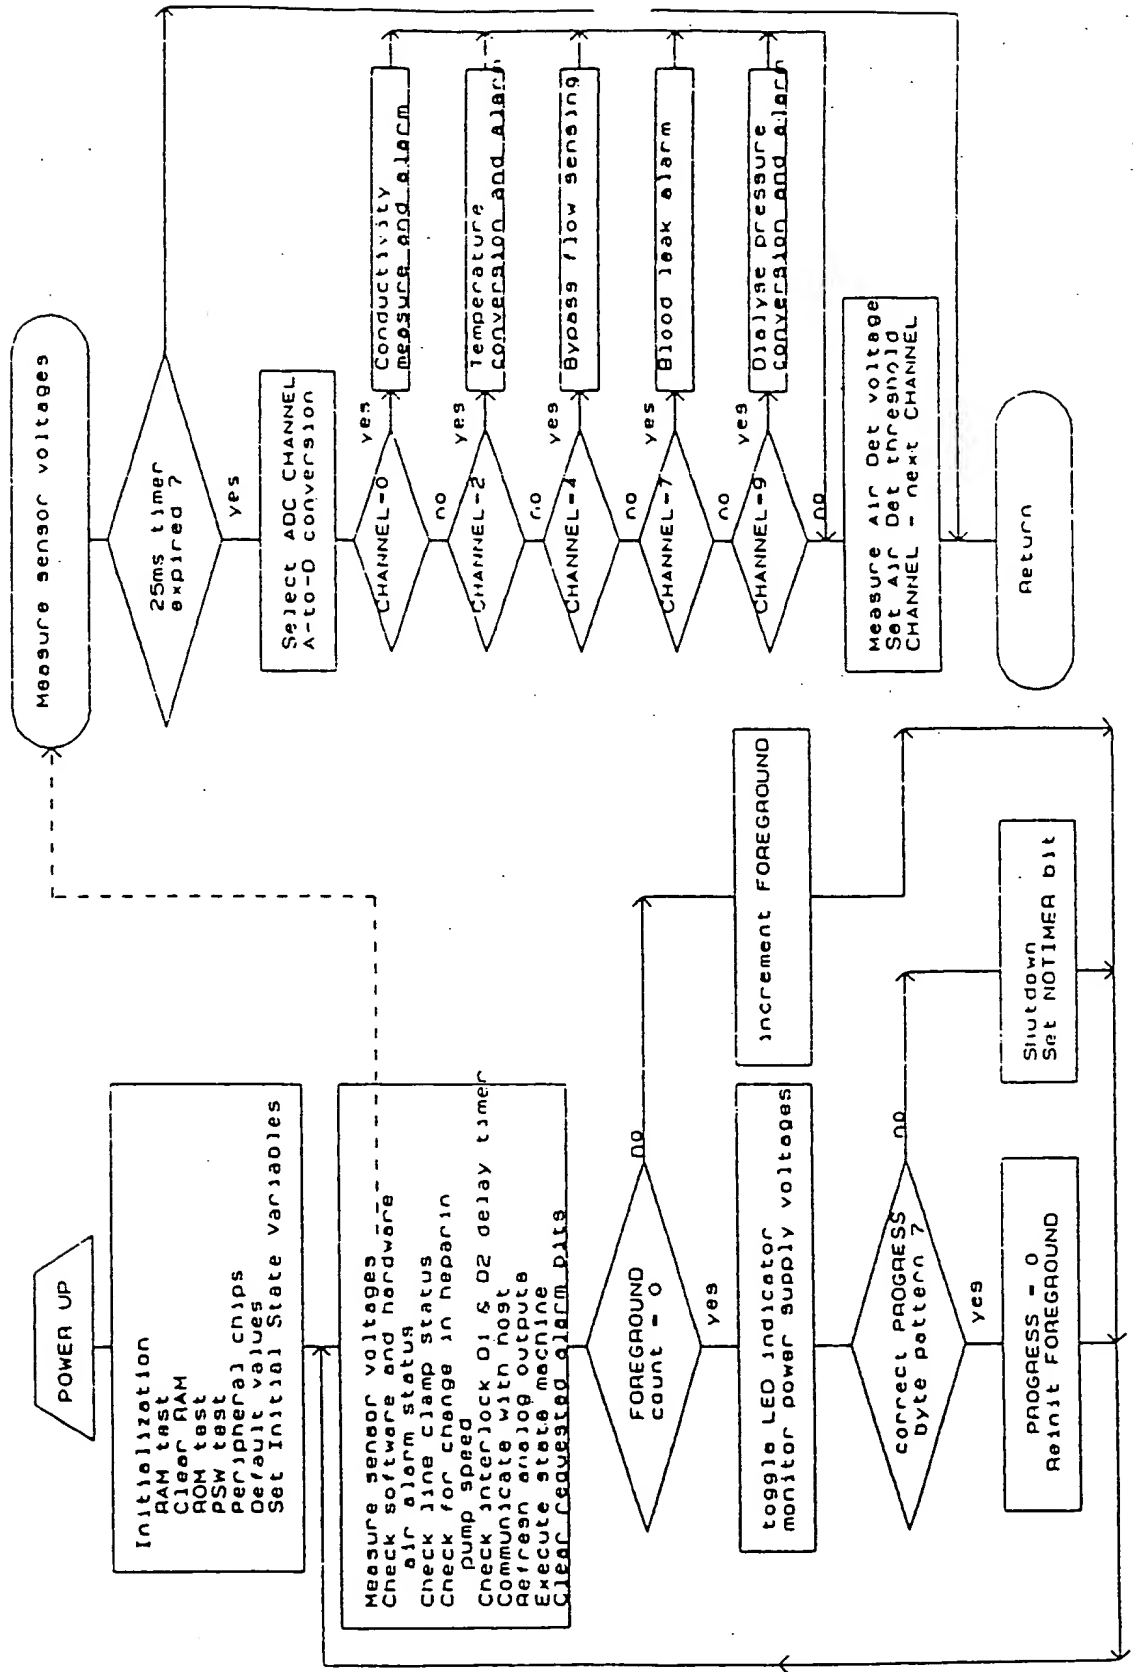 POWER UP
Initialization
RAM test
Clear RAM
ROM test
PSW test
Peripheral chips
Default values
Set Initial State Variables
Measure sensor voltages
Check software and hardware
air alarm status
Check line clamp status
Check for change in heparin
pump speed
Check interlock D1 & D2 delay timer
Communicate with host
Refresh analog outputs
Execute state machine
Clear requested alarm bits
FOREGROUND
count = 0
no
yes
increment FOREGROUND
toggle LED indicator
monitor power supply voltages
correct PROGRESS
byte pattern ?
no
yes
Shutdown
Set NOTIMER bit
PROGRESS = 0
Reinit FOREGROUND
Measure sensor voltages
25ms timer
expired ?
yes
Select ADC CHANNEL
A-to-D conversion
CHANNEL=0
yes
Conductivity
measure and alarm
no
CHANNEL=2
yes
Temperature
conversion and alarm
no
CHANNEL=4
yes
Bypass flow sensing
no
CHANNEL=7
yes
Blood leak alarm
no
CHANNEL=9
yes
Dialyse pressure
conversion and alarm
no
Measure Air Det voltage
Set Air Det threshold
CHANNEL = next CHANNEL
Return